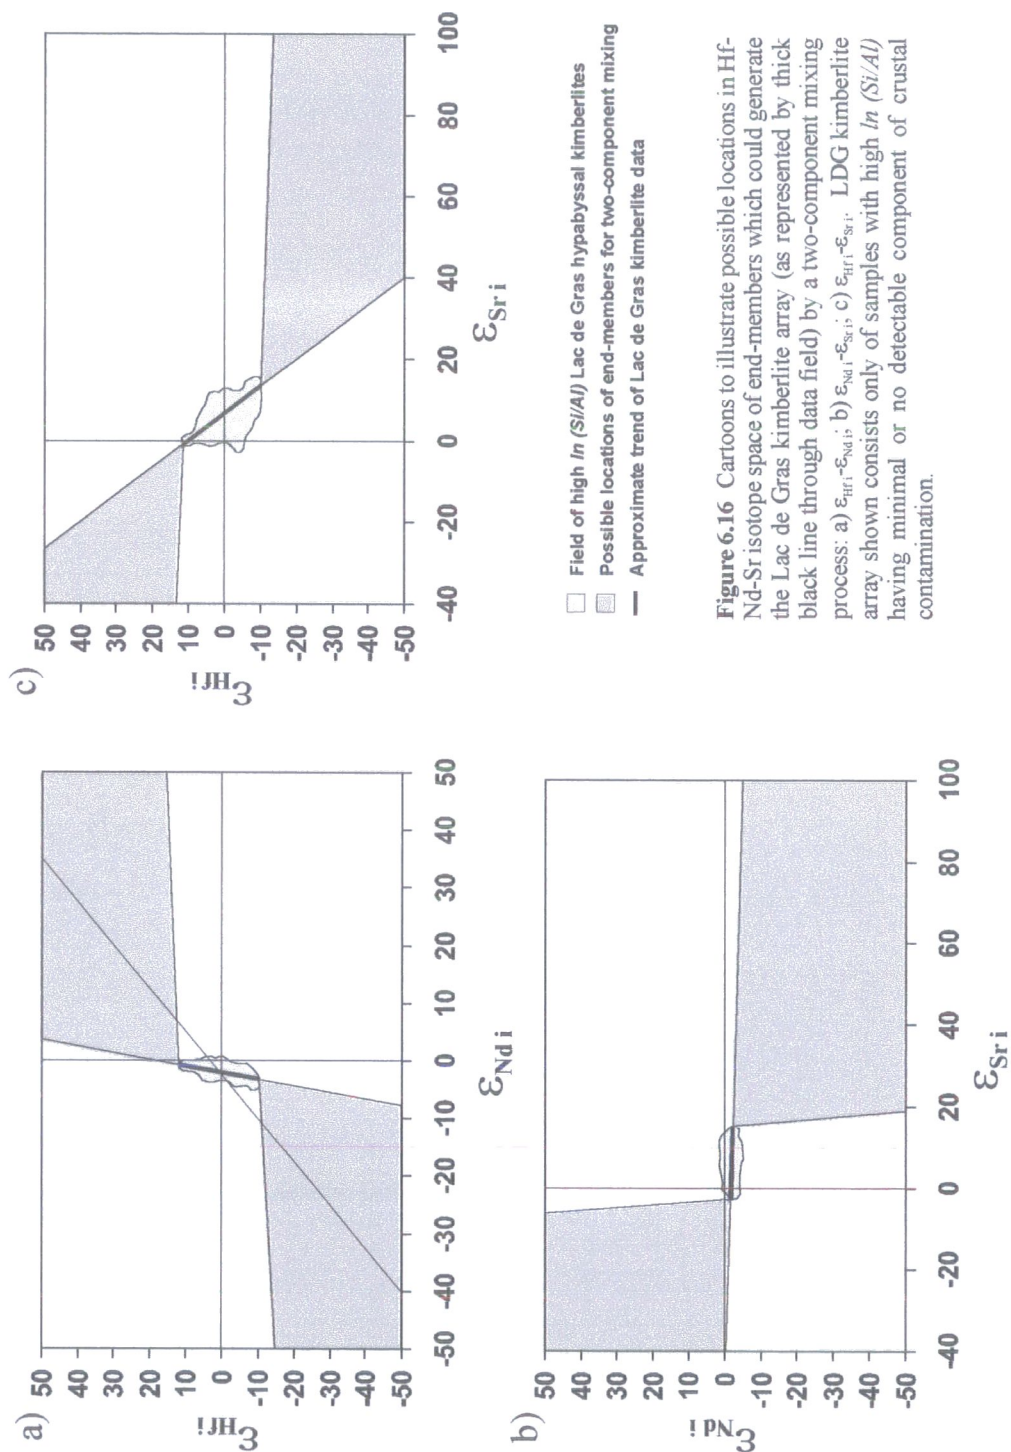 a)
50
40
30
20
10
0
-10
-20
-30
-40
-50
εHf i
-50 -40 -30 -20 -10 0 10 20 30 40 50
εNd i
b)
50
40
30
20
10
0
-10
-20
-30
-40
-50
εNd i
-40 -20 0 20 40 60 80 100
εSr i
c)
50
40
30
20
10
0
-10
-20
-30
-40
-50
εHf i
-40 -20 0 20 40 60 80 100
εSr i
Field of high ln (Si/Al) Lac de Gras hypabyssal kimberlites
Possible locations of end-members for two-component mixing
Approximate trend of Lac de Gras kimberlite data
Figure 6.16 Cartoons to illustrate possible locations in Hf-
Nd-Sr isotope space of end-members which could generate
the Lac de Gras kimberlite array (as represented by thick
black line through data field) by a two-component mixing
process: a) εHf i-εNd i; b) εNd i-εSr i; c) εHf i-εSr i. LDG kimberlite
array shown consists only of samples with high ln (Si/Al)
having minimal or no detectable component of crustal
contamination.